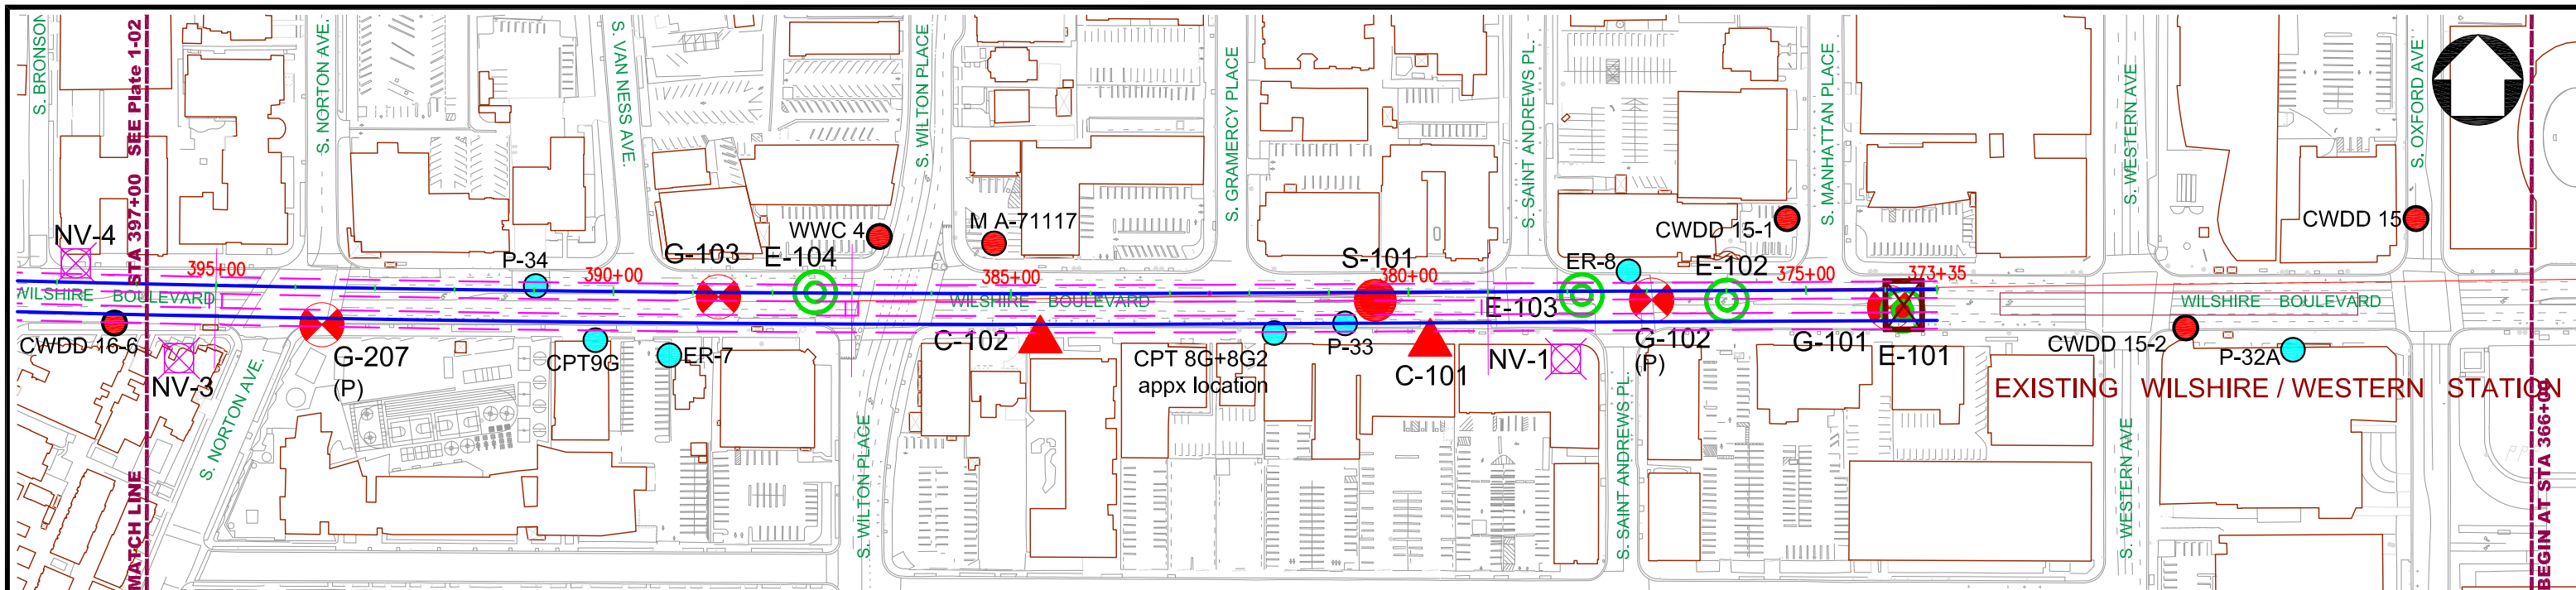 S. BRONSON
MATCH LINE STA 397+00 SEE Plate 1-02
S. NORTON AVE.
S. VAN NESS AVE.
S. WILTON PLACE
S. GRAMERCY PLACE
S. SAINT ANDREWS PL.
S. MANHATTAN PLACE
S. WESTERN AVE
S. OXFORD AVE
NV-4
395+00
P-34
390+00
G-103
E-104
WWC 4
M A-71117
385+00
S-101
380+00
ER-8
CWDD 15-1
E-102
375+00
373+35
CWDD 15
WILSHIRE BOULEVARD
WILSHIRE BOULEVARD
WILSHIRE BOULEVARD
E-103
CWDD 16-6
NV-3
G-207
(P)
CPT9G
ER-7
C-102
CPT 8G+8G2
appx location
P-33
C-101
NV-1
G-102
(P)
G-101
E-101
CWDD 15-2
P-32A
EXISTING WILSHIRE / WESTERN STATION
S. NORTON AVE.
S. WILTON PLACE
S. SAINT ANDREWS PL.
S. WESTERN AVE
BEGIN AT STA 366+00